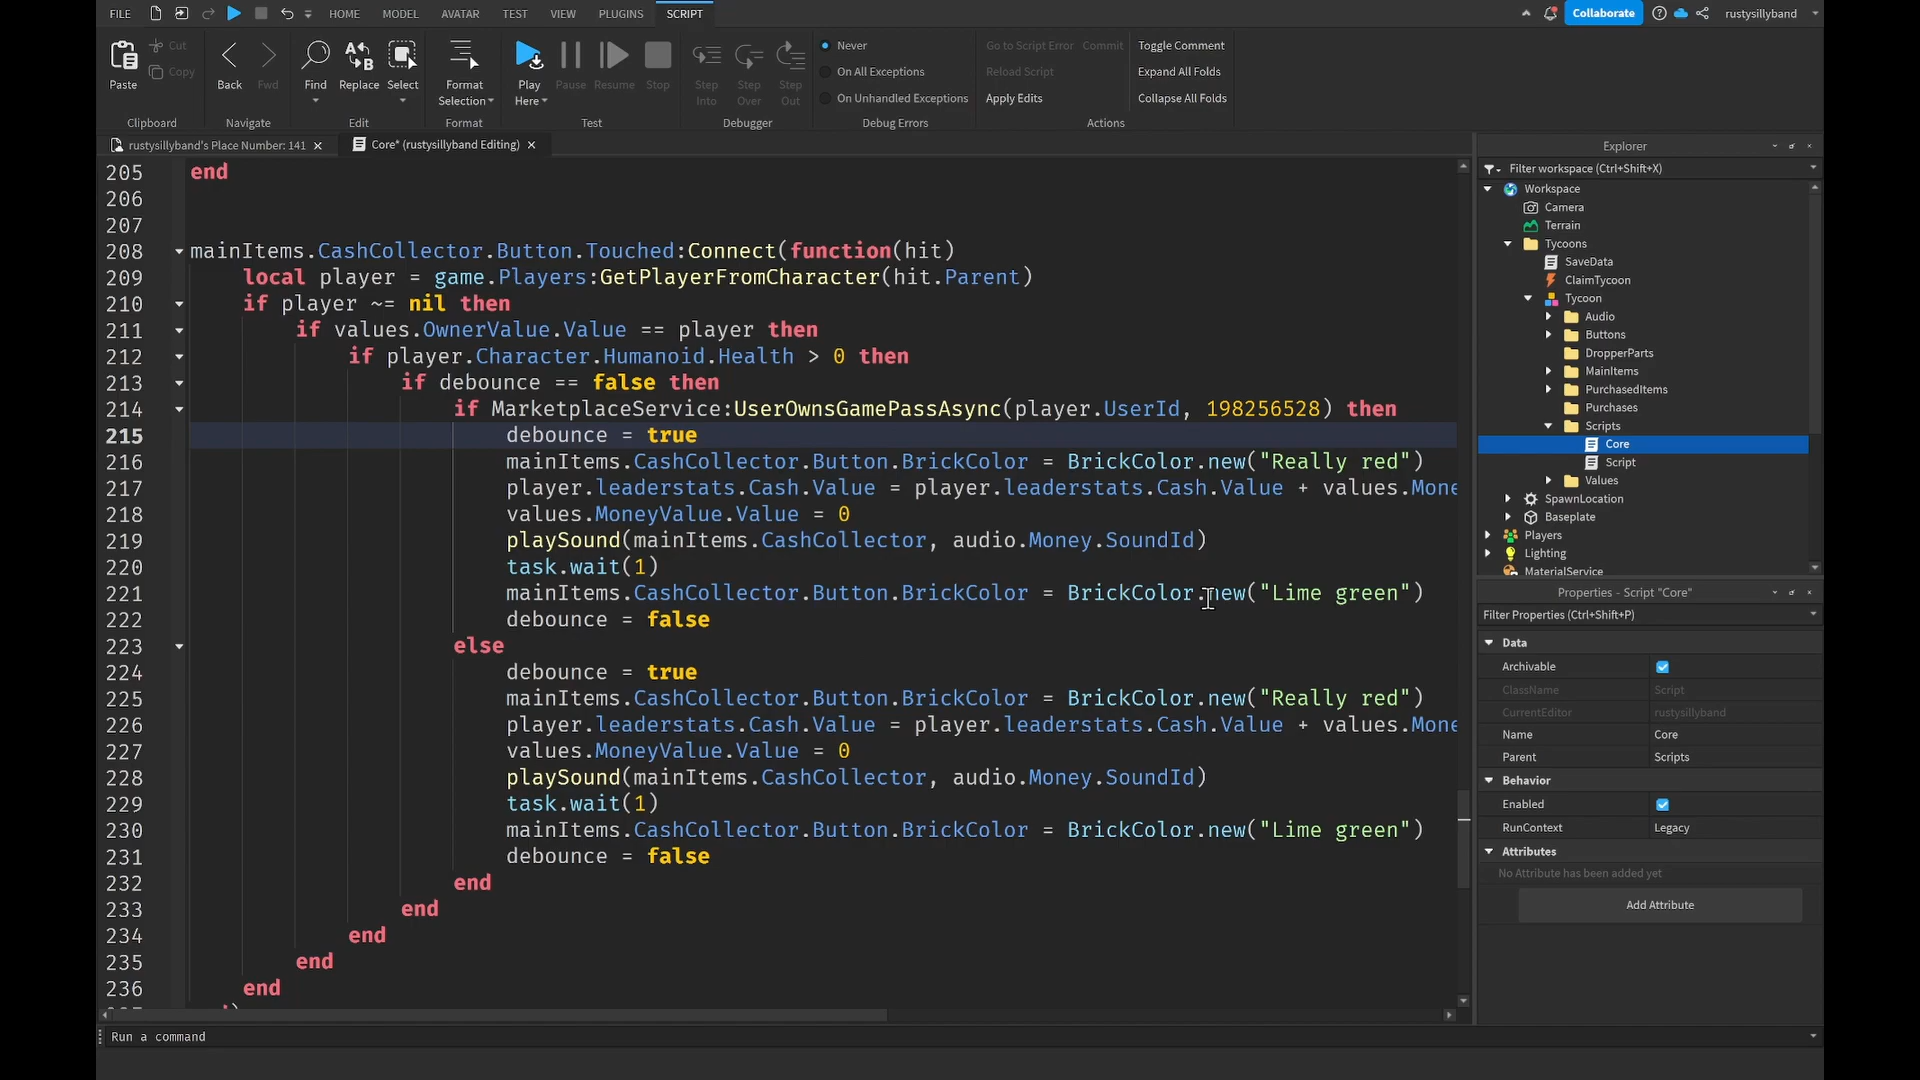 FILE HOME MODEL AVATAR TEST VIEW PLUGINS SCRIPT Collaborate rustysillyband
Paste Cut Copy Back Fwd Find Replace Select Format Selection Play Here Pause Resume Stop Step Into Step Over Step Out
Never
On All Exceptions
On Unhandled Exceptions
Go to Script Error Commit
Reload Script
Apply Edits
Toggle Comment
Expand All Folds
Collapse All Folds
Clipboard Navigate Edit Format Test Debugger Debug Errors Actions
rustysillyband's Place Number: 141 × Core* (rustysillyband Editing) ×
205 end
206
207
208 mainItems.CashCollector.Button.Touched:Connect(function(hit)
209 local player = game.Players:GetPlayerFromCharacter(hit.Parent)
210 if player ~= nil then
211 if values.OwnerValue.Value == player then
212 if player.Character.Humanoid.Health > 0 then
213 if debounce == false then
214 if MarketplaceService:UserOwnsGamePassAsync(player.UserId, 198256528) then
215 debounce = true
216 mainItems.CashCollector.Button.BrickColor = BrickColor.new("Really red")
217 player.leaderstats.Cash.Value = player.leaderstats.Cash.Value + values.Mone
218 values.MoneyValue.Value = 0
219 playSound(mainItems.CashCollector, audio.Money.SoundId)
220 task.wait(1)
221 mainItems.CashCollector.Button.BrickColor = BrickColor.new("Lime green")
222 debounce = false
223 else
224 debounce = true
225 mainItems.CashCollector.Button.BrickColor = BrickColor.new("Really red")
226 player.leaderstats.Cash.Value = player.leaderstats.Cash.Value + values.Mone
227 values.MoneyValue.Value = 0
228 playSound(mainItems.CashCollector, audio.Money.SoundId)
229 task.wait(1)
230 mainItems.CashCollector.Button.BrickColor = BrickColor.new("Lime green")
231 debounce = false
232 end
233 end
234 end
235 end
236 end
Run a command
Explorer
Filter workspace (Ctrl+Shift+X)
Workspace
Camera
Terrain
Tycoons
SaveData
ClaimTycoon
Tycoon
Audio
Buttons
DropperParts
MainItems
PurchasedItems
Purchases
Scripts
Core
Script
Values
SpawnLocation
Baseplate
Players
Lighting
MaterialService
Properties - Script "Core"
Filter Properties (Ctrl+Shift+P)
Data
Archivable
ClassName Script
CurrentEditor rustysillyband
Name Core
Parent Scripts
Behavior
Enabled
RunContext Legacy
Attributes
No Attribute has been added yet
Add Attribute